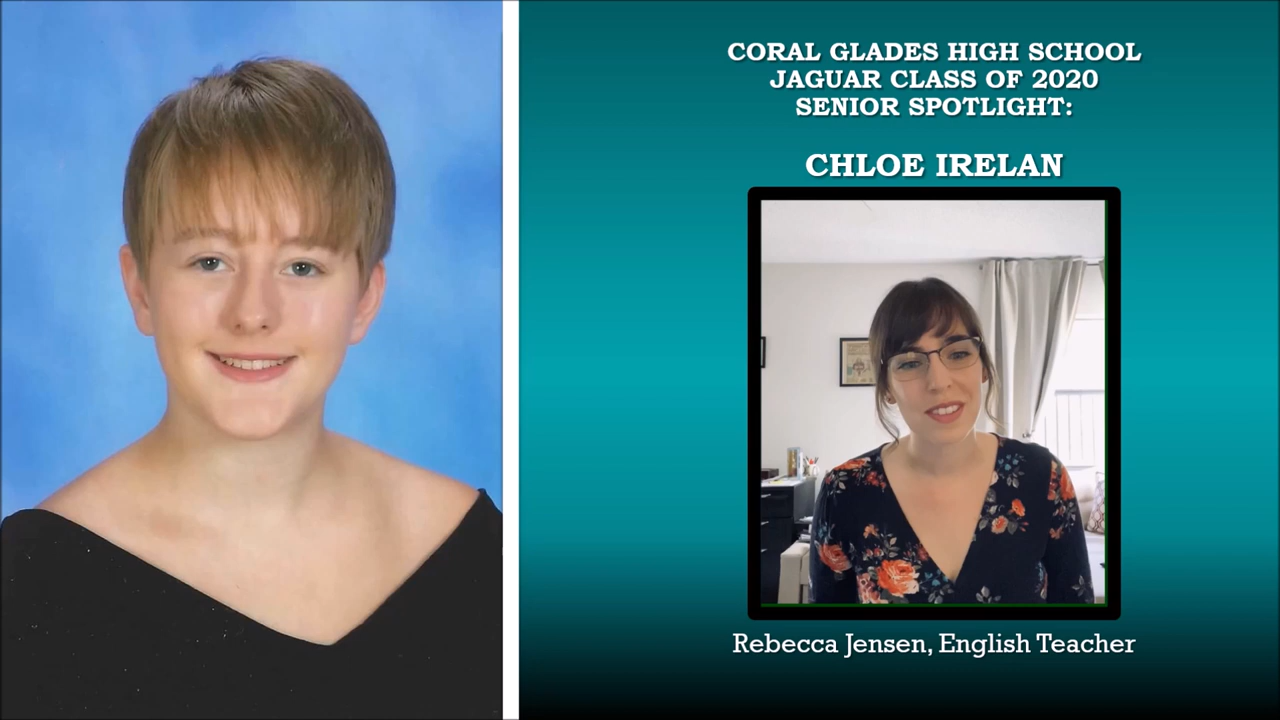 CORAL GLADES HIGH SCHOOL
JAGUAR CLASS OF 2020
SENIOR SPOTLIGHT:
CHLOE IRELAN
Rebecca Jensen, English Teacher